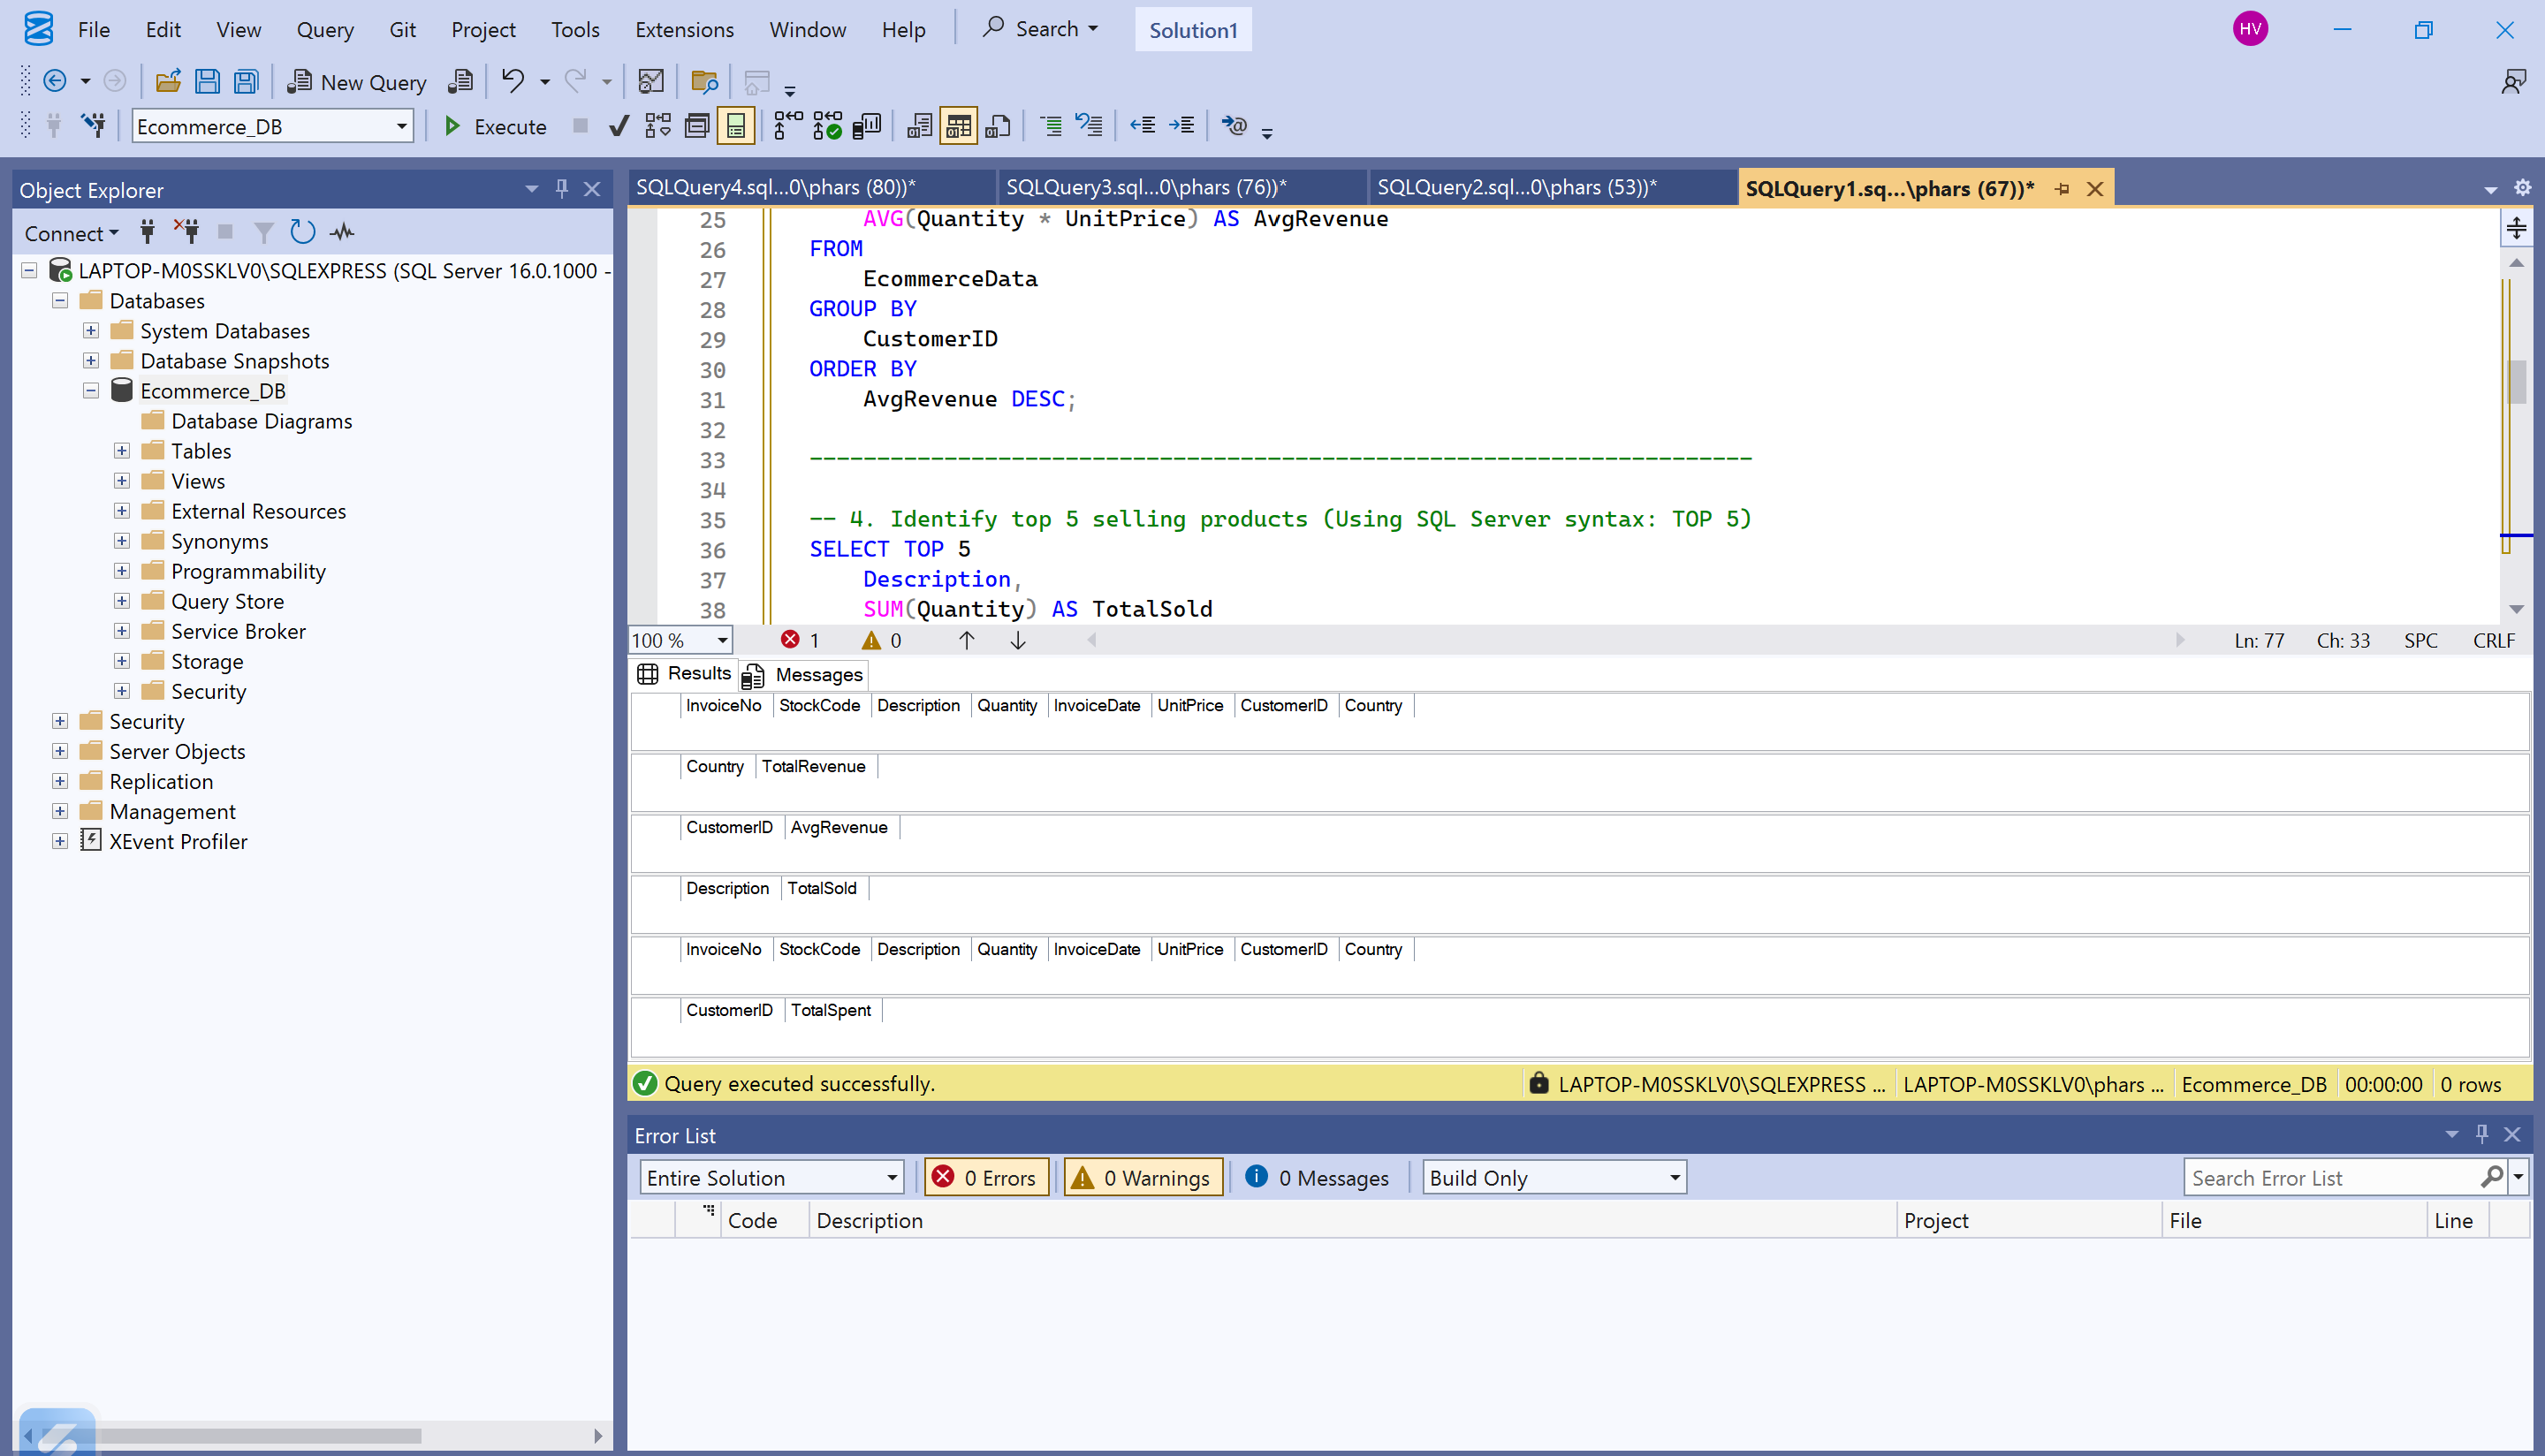 File Edit View Query Git Project Tools Extensions Window Help Search Solution1 HV
New Query
Ecommerce_DB Execute
Object Explorer
Connect
LAPTOP-M0SSKLV0\SQLEXPRESS (SQL Server 16.0.1000 -
Databases
System Databases
Database Snapshots
Ecommerce_DB
Database Diagrams
Tables
Views
External Resources
Synonyms
Programmability
Query Store
Service Broker
Storage
Security
Security
Server Objects
Replication
Management
XEvent Profiler
SQLQuery4.sql...0\phars (80))* SQLQuery3.sql...0\phars (76))* SQLQuery2.sql...0\phars (53))* SQLQuery1.sq...\phars (67))*
25 AVG(Quantity * UnitPrice) AS AvgRevenue
26 FROM
27 EcommerceData
28 GROUP BY
29 CustomerID
30 ORDER BY
31 AvgRevenue DESC;
32
33 ----------------------------------------------------------------------
34
35 -- 4. Identify top 5 selling products (Using SQL Server syntax: TOP 5)
36 SELECT TOP 5
37 Description,
38 SUM(Quantity) AS TotalSold
100 % 1 0 Ln: 77 Ch: 33 SPC CRLF
Results Messages
InvoiceNo StockCode Description Quantity InvoiceDate UnitPrice CustomerID Country
Country TotalRevenue
CustomerID AvgRevenue
Description TotalSold
InvoiceNo StockCode Description Quantity InvoiceDate UnitPrice CustomerID Country
CustomerID TotalSpent
Query executed successfully. LAPTOP-M0SSKLV0\SQLEXPRESS ... LAPTOP-M0SSKLV0\phars ... Ecommerce_DB 00:00:00 0 rows
Error List
Entire Solution 0 Errors 0 Warnings 0 Messages Build Only Search Error List
Code Description Project File Line